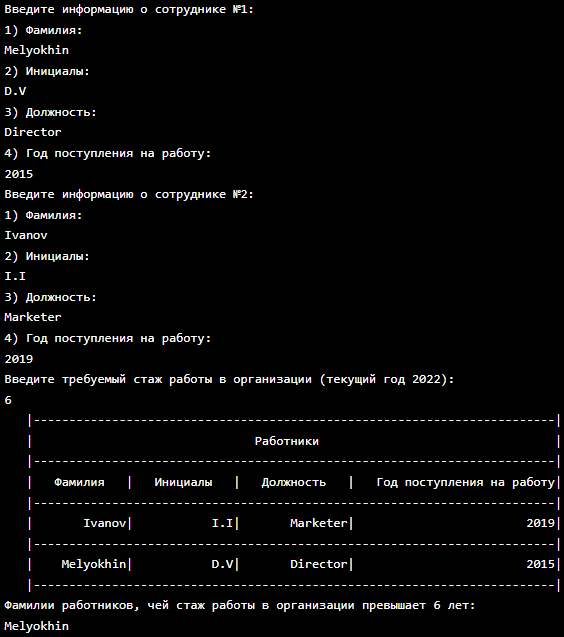 Введите информацию о сотруднике №1:
1) Фамилия:
Melyokhin
2) Инициалы:
D.V
3) Должность:
Director
4) Год поступления на работу:
2015
Введите информацию о сотруднике №2:
1) Фамилия:
Ivanov
2) Инициалы:
I.I
3) Должность:
Marketer
4) Год поступления на работу:
2019
Введите требуемый стаж работы в организации (текущий год 2022):
6
|-------------------------------------------------------------------------|
|                               Работники                                 |
|-------------------------------------------------------------------------|
|   Фамилия   |   Инициалы   |   Должность   |   Год поступления на работу|
|-------------------------------------------------------------------------|
|       Ivanov|           I.I|       Marketer|                        2019|
|-------------------------------------------------------------------------|
|    Melyokhin|           D.V|       Director|                        2015|
|-------------------------------------------------------------------------|
Фамилии работников, чей стаж работы в организации превышает 6 лет:
Melyokhin